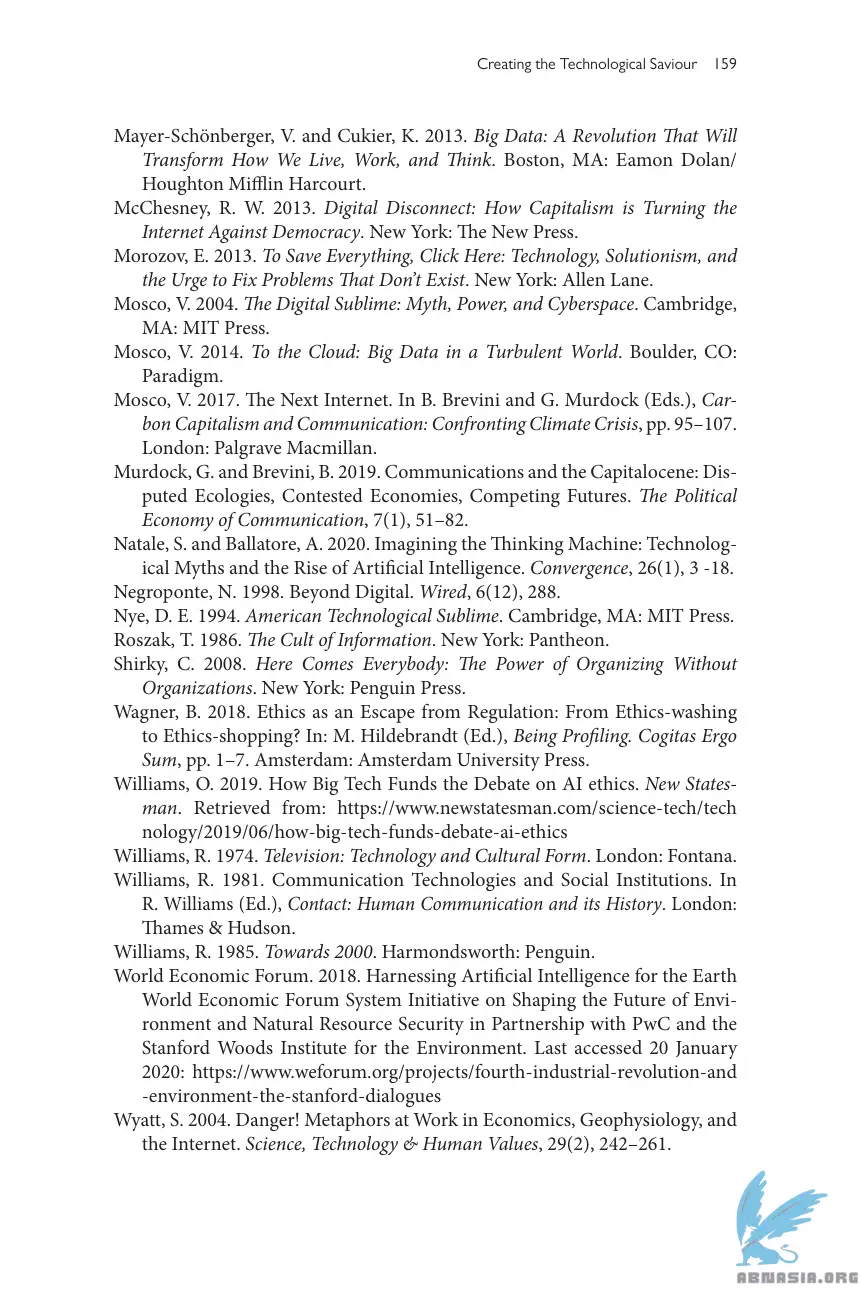 Creating the Technological Saviour 159
Mayer-Schönberger, V. and Cukier, K. 2013. Big Data: A Revolution That Will
Transform How We Live, Work, and Think. Boston, MA: Eamon Dolan/
Houghton Mifflin Harcourt.
McChesney, R. W. 2013. Digital Disconnect: How Capitalism is Turning the
Internet Against Democracy. New York: The New Press.
Morozov, E. 2013. To Save Everything, Click Here: Technology, Solutionism, and
the Urge to Fix Problems That Don’t Exist. New York: Allen Lane.
Mosco, V. 2004. The Digital Sublime: Myth, Power, and Cyberspace. Cambridge,
MA: MIT Press.
Mosco, V. 2014. To the Cloud: Big Data in a Turbulent World. Boulder, CO:
Paradigm.
Mosco, V. 2017. The Next Internet. In B. Brevini and G. Murdock (Eds.), Car-
bon Capitalism and Communication: Confronting Climate Crisis, pp. 95–107.
London: Palgrave Macmillan.
Murdock, G. and Brevini, B. 2019. Communications and the Capitalocene: Dis-
puted Ecologies, Contested Economies, Competing Futures. The Political
Economy of Communication, 7(1), 51–82.
Natale, S. and Ballatore, A. 2020. Imagining the Thinking Machine: Technolog-
ical Myths and the Rise of Artificial Intelligence. Convergence, 26(1), 3 -18.
Negroponte, N. 1998. Beyond Digital. Wired, 6(12), 288.
Nye, D. E. 1994. American Technological Sublime. Cambridge, MA: MIT Press.
Roszak, T. 1986. The Cult of Information. New York: Pantheon.
Shirky, C. 2008. Here Comes Everybody: The Power of Organizing Without
Organizations. New York: Penguin Press.
Wagner, B. 2018. Ethics as an Escape from Regulation: From Ethics-washing
to Ethics-shopping? In: M. Hildebrandt (Ed.), Being Profiling. Cogitas Ergo
Sum, pp. 1–7. Amsterdam: Amsterdam University Press.
Williams, O. 2019. How Big Tech Funds the Debate on AI ethics. New States-
man. Retrieved from: https://www.newstatesman.com/science-tech/tech
nology/2019/06/how-big-tech-funds-debate-ai-ethics
Williams, R. 1974. Television: Technology and Cultural Form. London: Fontana.
Williams, R. 1981. Communication Technologies and Social Institutions. In
R. Williams (Ed.), Contact: Human Communication and its History. London:
Thames & Hudson.
Williams, R. 1985. Towards 2000. Harmondsworth: Penguin.
World Economic Forum. 2018. Harnessing Artificial Intelligence for the Earth
World Economic Forum System Initiative on Shaping the Future of Envi-
ronment and Natural Resource Security in Partnership with PwC and the
Stanford Woods Institute for the Environment. Last accessed 20 January
2020: https://www.weforum.org/projects/fourth-industrial-revolution-and
-environment-the-stanford-dialogues
Wyatt, S. 2004. Danger! Metaphors at Work in Economics, Geophysiology, and
the Internet. Science, Technology & Human Values, 29(2), 242–261.
ABNASIA.ORG